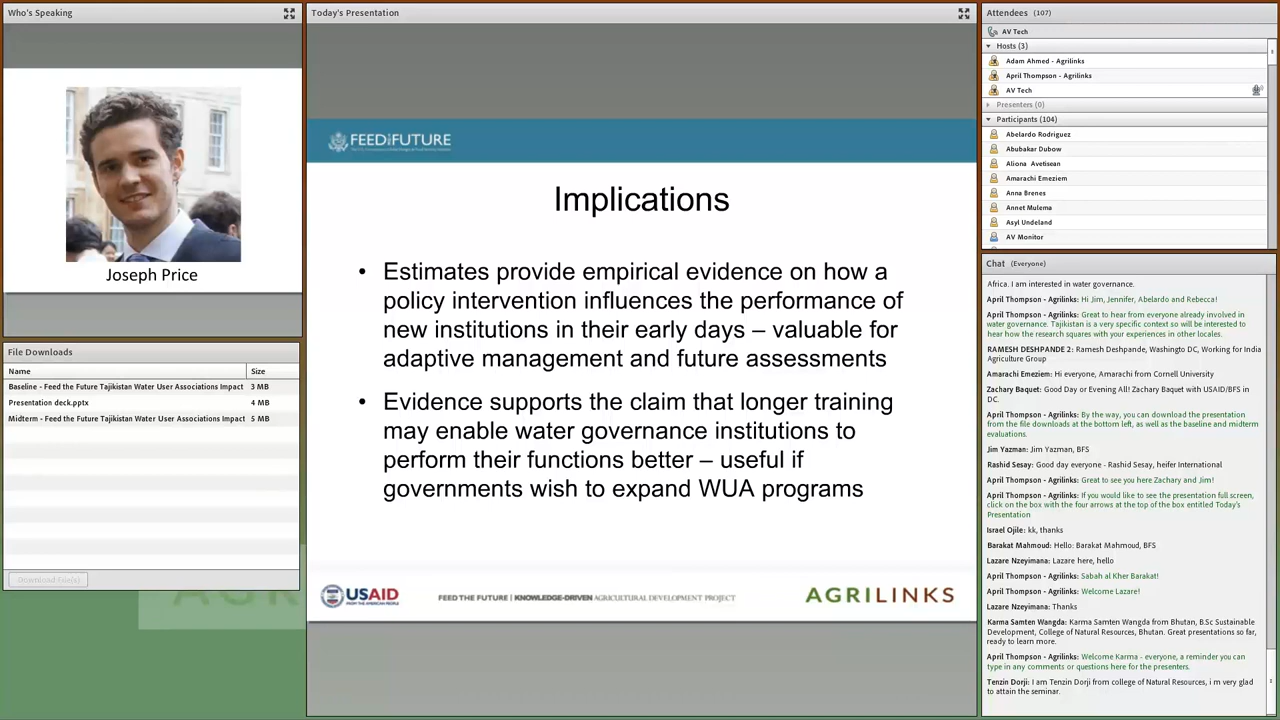 Who's Speaking
Joseph Price
File Downloads
Name Size
Baseline - Feed the Future Tajikistan Water User Associations Impact 3 MB
Presentation deck.pptx 4 MB
Midterm - Feed the Future Tajikistan Water User Associations Impact 5 MB
Download File(s)
Today's Presentation
FEED THE FUTURE
Implications
• Estimates provide empirical evidence on how a
policy intervention influences the performance of
new institutions in their early days – valuable for
adaptive management and future assessments
• Evidence supports the claim that longer training
may enable water governance institutions to
perform their functions better – useful if
governments wish to expand WUA programs
USAID
FROM THE AMERICAN PEOPLE
FEED THE FUTURE | KNOWLEDGE-DRIVEN AGRICULTURAL DEVELOPMENT PROJECT
AGRILINKS
Attendees (107)
AV Tech
Hosts (3)
Adam Ahmed - Agrilinks
April Thompson - Agrilinks
AV Tech
Presenters (0)
Participants (104)
Abelardo Rodriguez
Abubakar Dubow
Aliona Avetisean
Amarachi Emeziem
Anna Brenes
Annet Mulema
Asyl Undeland
AV Monitor
Chat (Everyone)
Africa. I am interested in water governance.
April Thompson - Agrilinks: Hi Jim, Jennifer, Abelardo and Rebecca!
April Thompson - Agrilinks: Great to hear from everyone already involved in
water governance. Tajikistan is a very specific context so will be interested to
hear how the research squares with your experiences in other locales.
RAMESH DESHPANDE 2: Ramesh Deshpande, Washingto DC, Working for India
Agriculture Group
Amarachi Emeziem: Hi everyone, Amarachi from Cornell University
Zachary Baquet: Good Day or Evening All! Zachary Baquet with USAID/BFS in
DC.
April Thompson - Agrilinks: By the way, you can download the presentation
from the file downloads at the bottom left, as well as the baseline and midterm
evaluations.
Jim Yazman: Jim Yazman, BFS
Rashid Sesay: Good day everyone - Rashid Sesay, heifer International
April Thompson - Agrilinks: Great to see you here Zachary and Jim!
April Thompson - Agrilinks: If you would like to see the presentation full screen,
click on the box with the four arrows at the top of the box entitled Today's
Presentation
Israel Ojile: kk, thanks
Barakat Mahmoud: Hello: Barakat Mahmoud, BFS
Lazare Nzeyimana: Lazare here, hello
April Thompson - Agrilinks: Sabah al Kher Barakat!
April Thompson - Agrilinks: Welcome Lazare!
Lazare Nzeyimana: Thanks
Karma Samten Wangda: Karma Samten Wangda from Bhutan, B.Sc Sustainable
Development, College of Natural Resources, Bhutan. Great presentations so far,
ready to learn more.
April Thompson - Agrilinks: Welcome Karma - everyone, a reminder you can
type in any comments or questions here for the presenters.
Tenzin Dorji: I am Tenzin Dorji from college of Natural Resources, i m very glad
to attain the seminar.